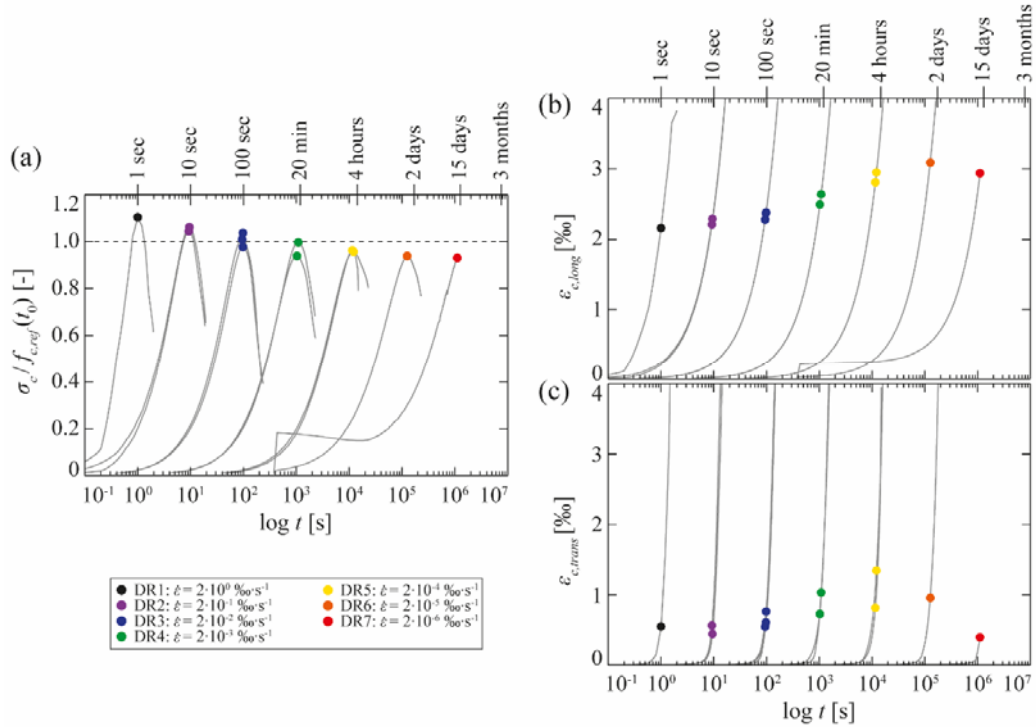 (a)
1 sec
10 sec
100 sec
20 min
4 hours
2 days
15 days
3 months
1.2
1.0
0.8
0.6
0.4
0.2
0
σc / fc,ref(t0) [-]
10⁻¹ 10⁰ 10¹ 10² 10³ 10⁴ 10⁵ 10⁶ 10⁷
log t [s]
DR1: ε̇ = 2·10⁰ ‰·s⁻¹
DR2: ε̇ = 2·10⁻¹ ‰·s⁻¹
DR3: ε̇ = 2·10⁻² ‰·s⁻¹
DR4: ε̇ = 2·10⁻³ ‰·s⁻¹
DR5: ε̇ = 2·10⁻⁴ ‰·s⁻¹
DR6: ε̇ = 2·10⁻⁵ ‰·s⁻¹
DR7: ε̇ = 2·10⁻⁶ ‰·s⁻¹
(b)
1 sec
10 sec
100 sec
20 min
4 hours
2 days
15 days
3 months
4
3
2
1
0
εc,long [‰]
(c)
4
3
2
1
0
εc,trans [‰]
10⁻¹ 10⁰ 10¹ 10² 10³ 10⁴ 10⁵ 10⁶ 10⁷
log t [s]